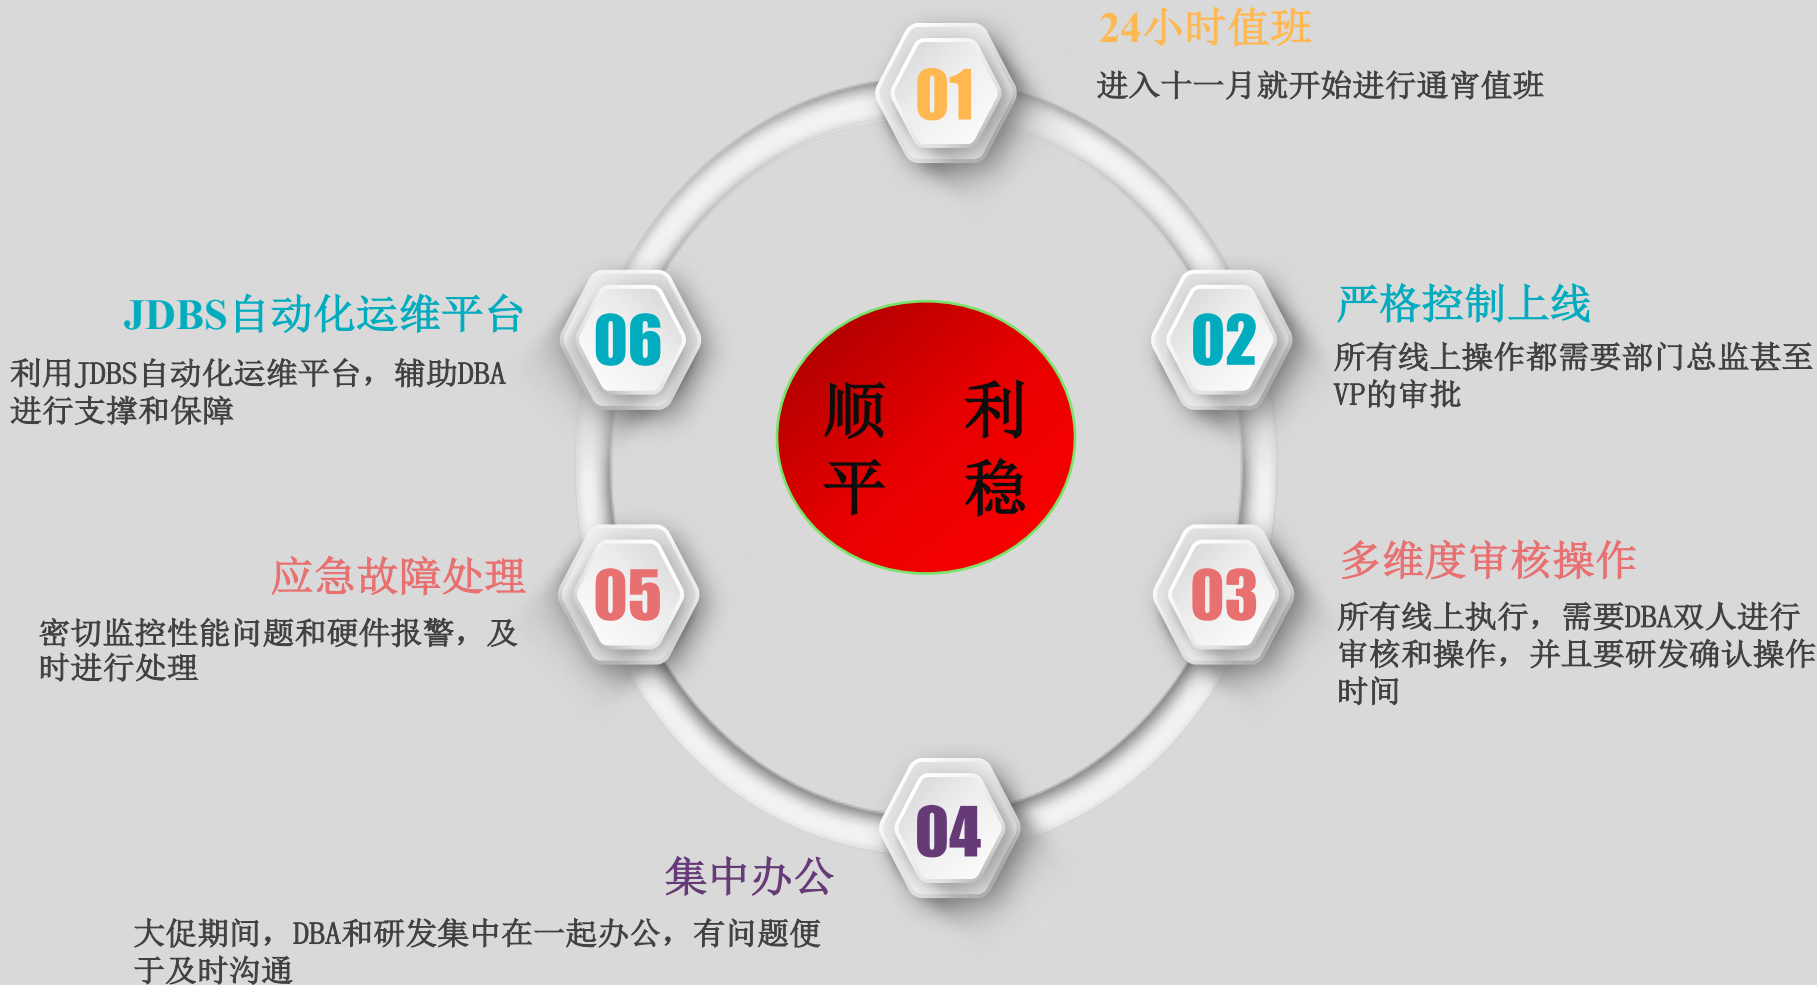 01
24小时值班
进入十一月就开始进行通宵值班
02
严格控制上线
所有线上操作都需要部门总监甚至
VP的审批
03
多维度审核操作
所有线上执行，需要DBA双人进行
审核和操作，并且要研发确认操作
时间
04
集中办公
大促期间，DBA和研发集中在一起办公，有问题便
于及时沟通
05
应急故障处理
密切监控性能问题和硬件报警，及
时进行处理
06
JDBS自动化运维平台
利用JDBS自动化运维平台，辅助DBA
进行支撑和保障
顺 利
平 稳